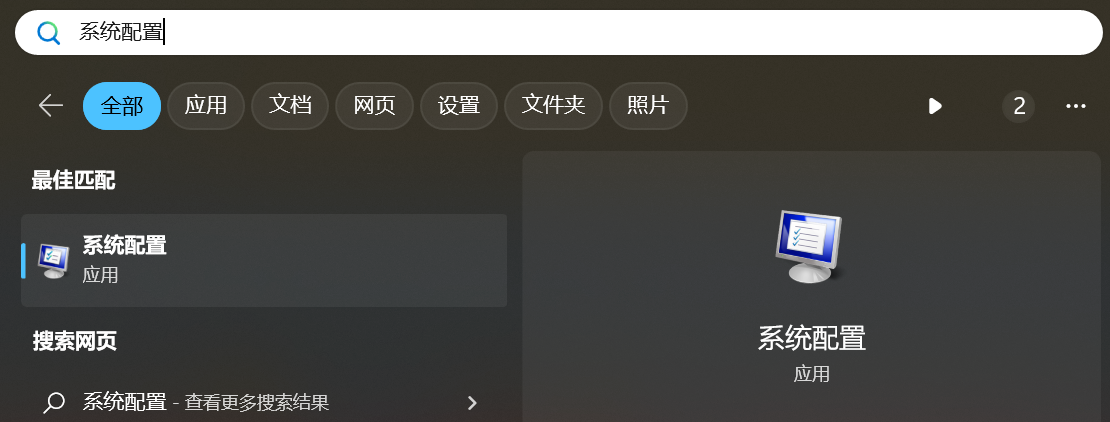 系统配置
全部 应用 文档 网页 设置 文件夹 照片 2 ...
最佳匹配
系统配置
应用
搜索网页
系统配置 - 查看更多搜索结果
系统配置
应用